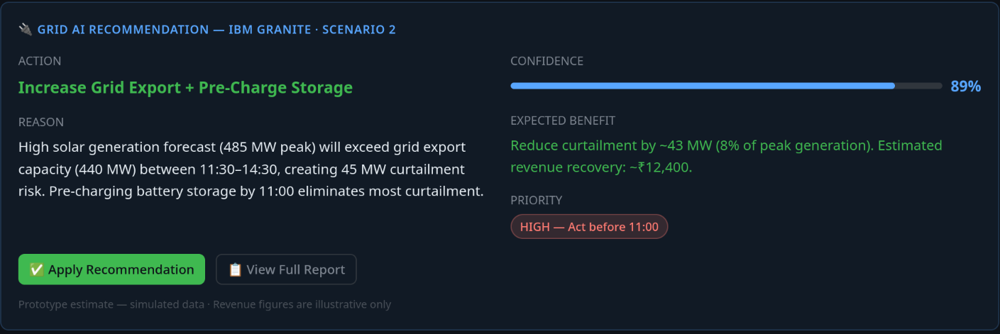 🔌 GRID AI RECOMMENDATION — IBM GRANITE · SCENARIO 2
ACTION
Increase Grid Export + Pre-Charge Storage
REASON
High solar generation forecast (485 MW peak) will exceed grid export
capacity (440 MW) between 11:30–14:30, creating 45 MW curtailment
risk. Pre-charging battery storage by 11:00 eliminates most curtailment.
CONFIDENCE
89%
EXPECTED BENEFIT
Reduce curtailment by ~43 MW (8% of peak generation). Estimated
revenue recovery: ~₹12,400.
PRIORITY
HIGH — Act before 11:00
✅ Apply Recommendation
📋 View Full Report
Prototype estimate — simulated data · Revenue figures are illustrative only